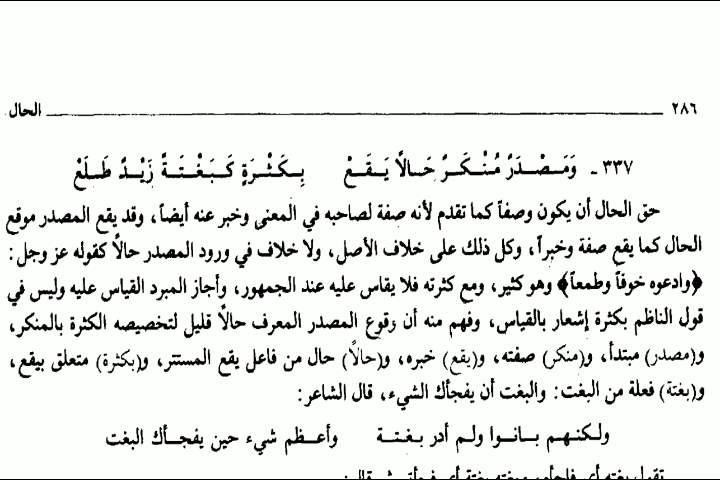 ٢٨٦ الحال
٣٣٧ ـ وَمَصْدَرٌ مُنْكَرٌ حَالًا يَقَعْ بِكَثْرَةٍ كَبَغْتَةً زَيْدٌ طَلَعْ
حق الحال أن يكون وصفاً كما تقدم لأنه صفة لصاحبه في المعنى وخبر عنه أيضاً، وقد يقع المصدر موقع
الحال كما يقع صفة وخبراً، وكل ذلك على خلاف الأصل، ولا خلاف في ورود المصدر حالًا كقوله عز وجل:
﴿وادعوه خوفاً وطمعاً﴾ وهو كثير، ومع كثرته فلا يقاس عليه عند الجمهور، وأجاز المبرد القياس عليه وليس في
قول الناظم بكثرة إشعار بالقياس، وفهم منه أن وقوع المصدر المعرف حالًا قليل لتخصيصه الكثرة بالمنكر،
و(مصدر) مبتدأ، و(منكر) صفته، و(يقع) خبره، و(حالًا) حال من فاعل يقع المستتر، و(بكثرة) متعلق بيقع،
و(بغتة) فعلة من البغت: والبغت أن يفجأك الشيء، قال الشاعر:
ولكنهم بانوا ولم أدر بغتة وأعظم شيء حين يفجأك البغت